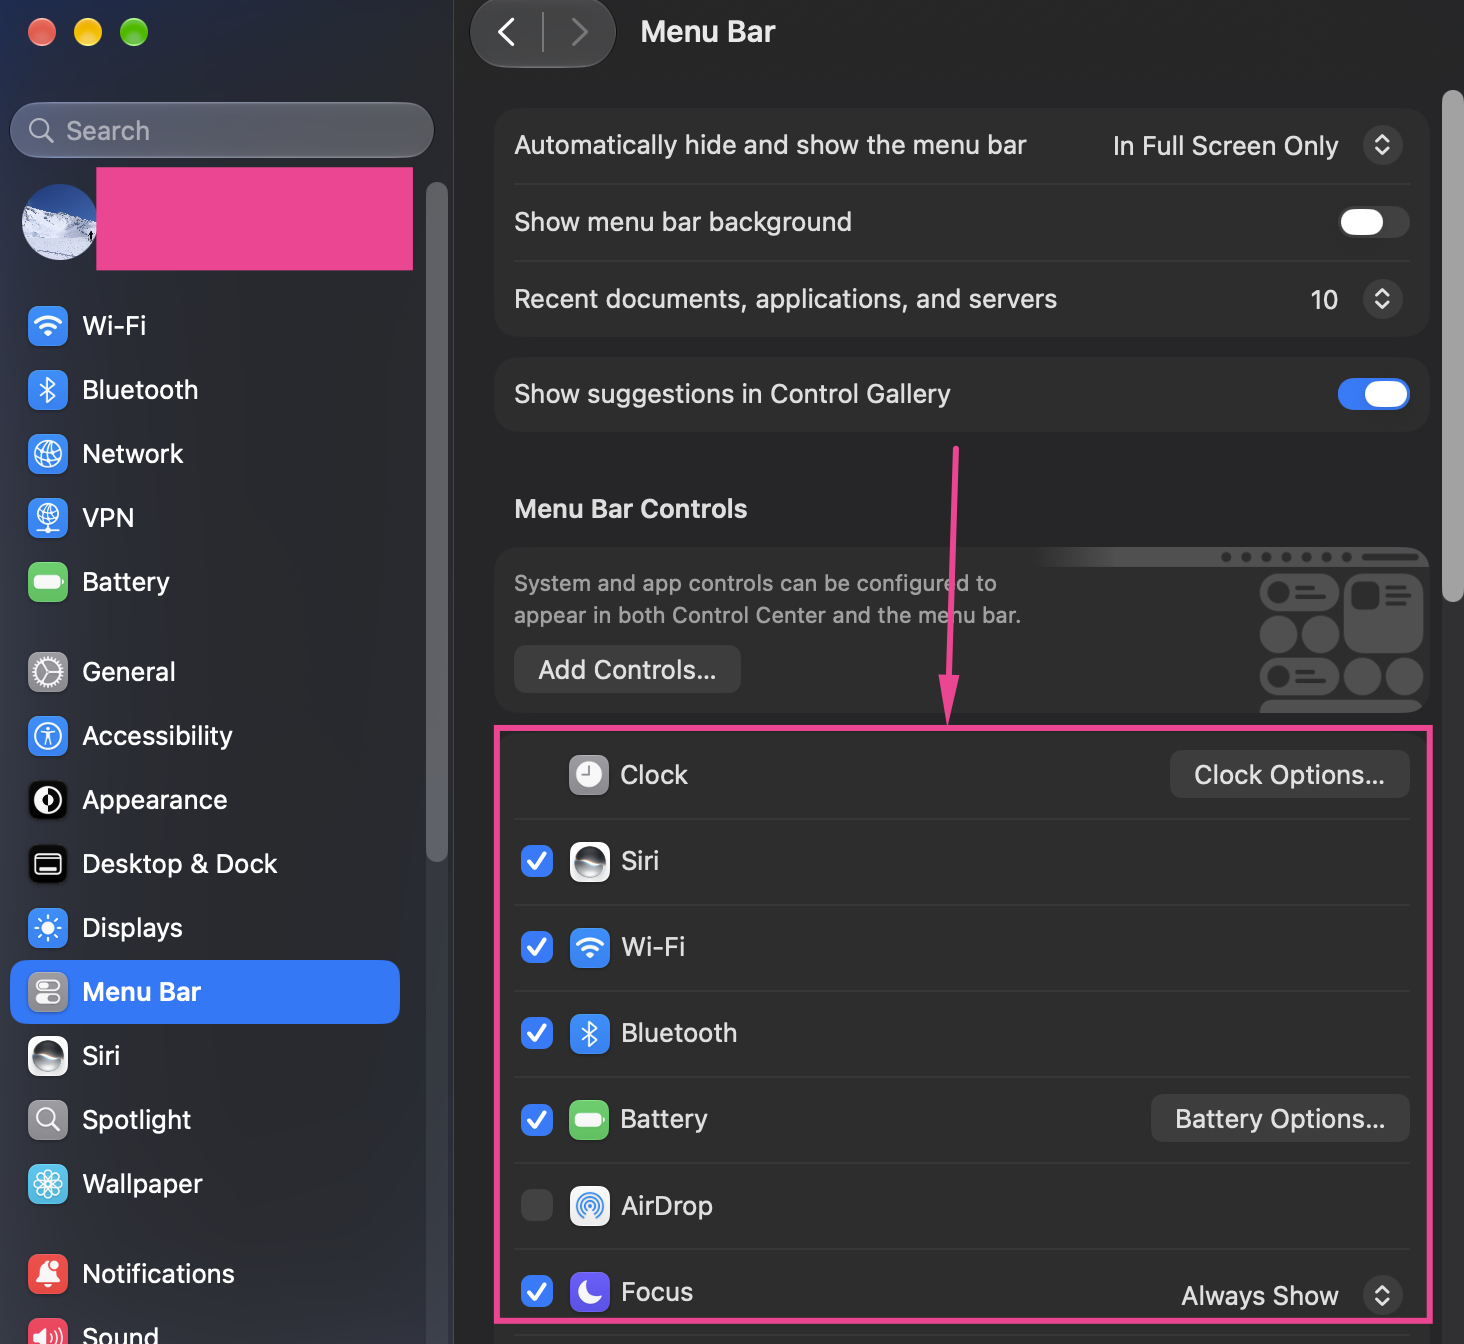 Menu Bar
Search
Wi-Fi
Bluetooth
Network
VPN
Battery
General
Accessibility
Appearance
Desktop & Dock
Displays
Menu Bar
Siri
Spotlight
Wallpaper
Notifications
Sound
Automatically hide and show the menu bar In Full Screen Only
Show menu bar background
Recent documents, applications, and servers 10
Show suggestions in Control Gallery
Menu Bar Controls
System and app controls can be configured to
appear in both Control Center and the menu bar.
Add Controls...
Clock Clock Options...
Siri
Wi-Fi
Bluetooth
Battery Battery Options...
AirDrop
Focus Always Show